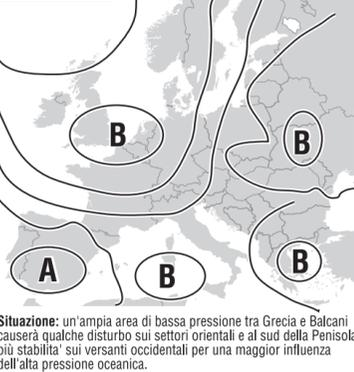 B
B
A
B
B
Situazione: un'ampia area di bassa pressione tra Grecia e Balcani
causerà qualche disturbo sui settori orientali e al sud della Penisola
più stabilita' sui versanti occidentali per una maggior influenza
dell'alta pressione oceanica.